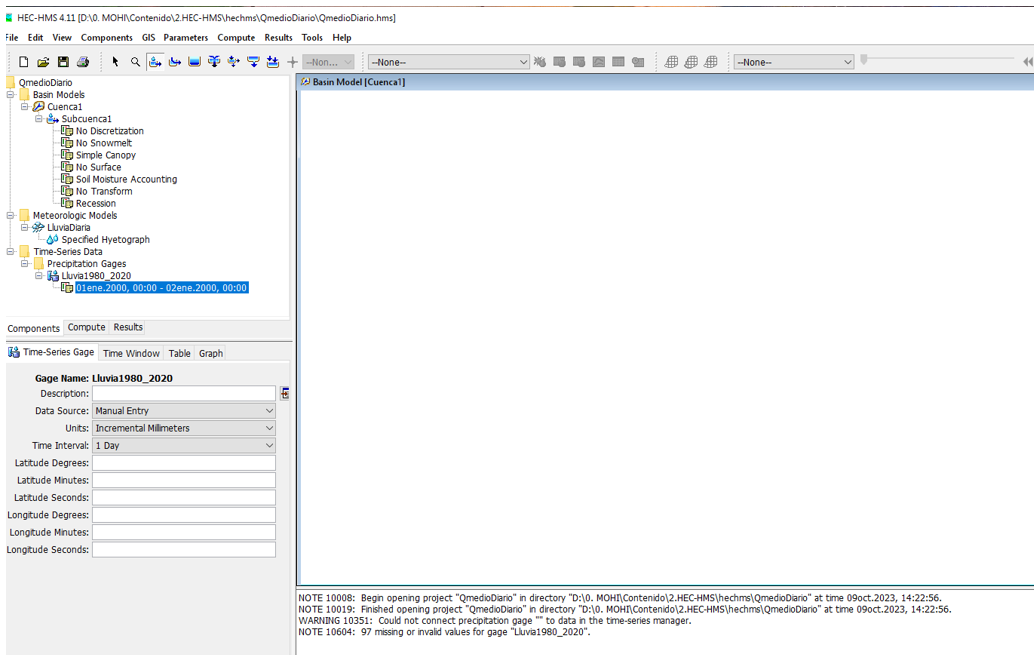 HEC-HMS 4.11 [D:\0. MOHI\Contenido\2.HEC-HMS\hechms\QmedioDiario\QmedioDiario.hms]
File Edit View Components GIS Parameters Compute Results Tools Help
--Non... --None-- --None--
QmedioDiario
Basin Models
Cuenca1
Subcuenca1
No Discretization
No Snowmelt
Simple Canopy
No Surface
Soil Moisture Accounting
No Transform
Recession
Meteorologic Models
LluviaDiaria
Specified Hyetograph
Time-Series Data
Precipitation Gages
Lluvia1980_2020
01ene.2000, 00:00 - 02ene.2000, 00:00
Components Compute Results
Time-Series Gage Time Window Table Graph
Gage Name: Lluvia1980_2020
Description:
Data Source: Manual Entry
Units: Incremental Millimeters
Time Interval: 1 Day
Latitude Degrees:
Latitude Minutes:
Latitude Seconds:
Longitude Degrees:
Longitude Minutes:
Longitude Seconds:
Basin Model [Cuenca1]
NOTE 10008: Begin opening project "QmedioDiario" in directory "D:\0. MOHI\Contenido\2.HEC-HMS\hechms\QmedioDiario" at time 09oct.2023, 14:22:56.
NOTE 10019: Finished opening project "QmedioDiario" in directory "D:\0. MOHI\Contenido\2.HEC-HMS\hechms\QmedioDiario" at time 09oct.2023, 14:22:56.
WARNING 10351: Could not connect precipitation gage "" to data in the time-series manager.
NOTE 10604: 97 missing or invalid values for gage "Lluvia1980_2020".